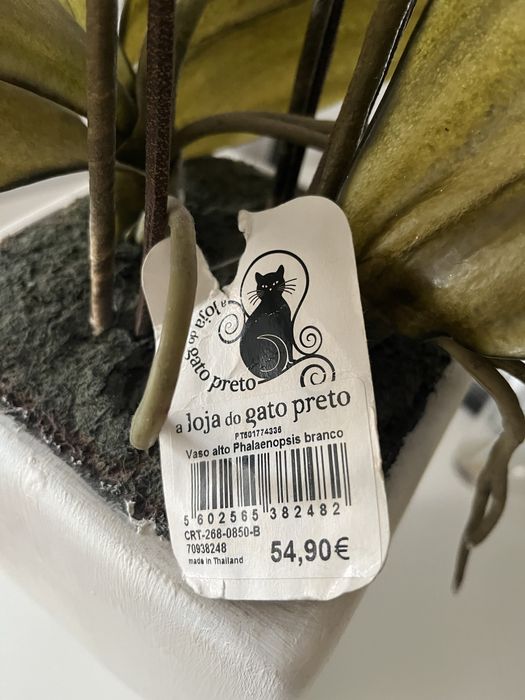 a loja do gato preto
a loja do gato preto
PT501774335
Vaso alto Phalaenopsis branco
5 602565 382482
CRT-268-0850-B
70938248
made in Thailand
54,90€